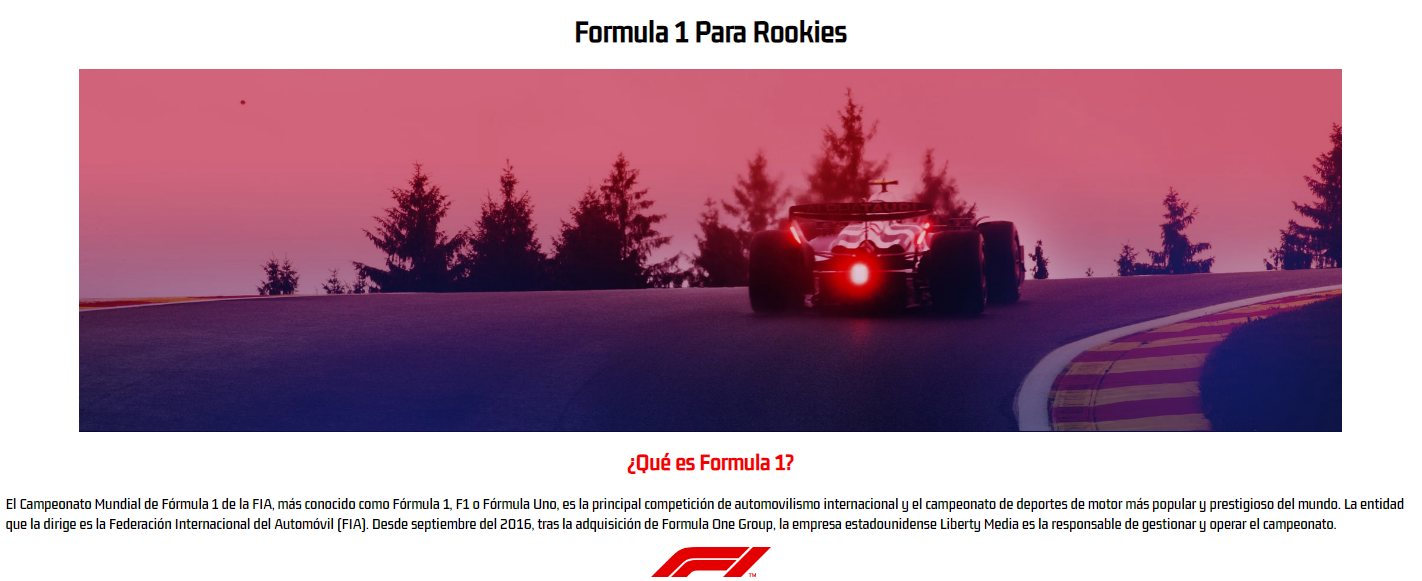 Formula 1 Para Rookies
¿Qué es Formula 1?
El Campeonato Mundial de Fórmula 1 de la FIA, más conocido como Fórmula 1, F1 o Fórmula Uno, es la principal competición de automovilismo internacional y el campeonato de deportes de motor más popular y prestigioso del mundo. La entidad
que la dirige es la Federación Internacional del Automóvil (FIA). Desde septiembre del 2016, tras la adquisición de Formula One Group, la empresa estadounidense Liberty Media es la responsable de gestionar y operar el campeonato.
F1 ™